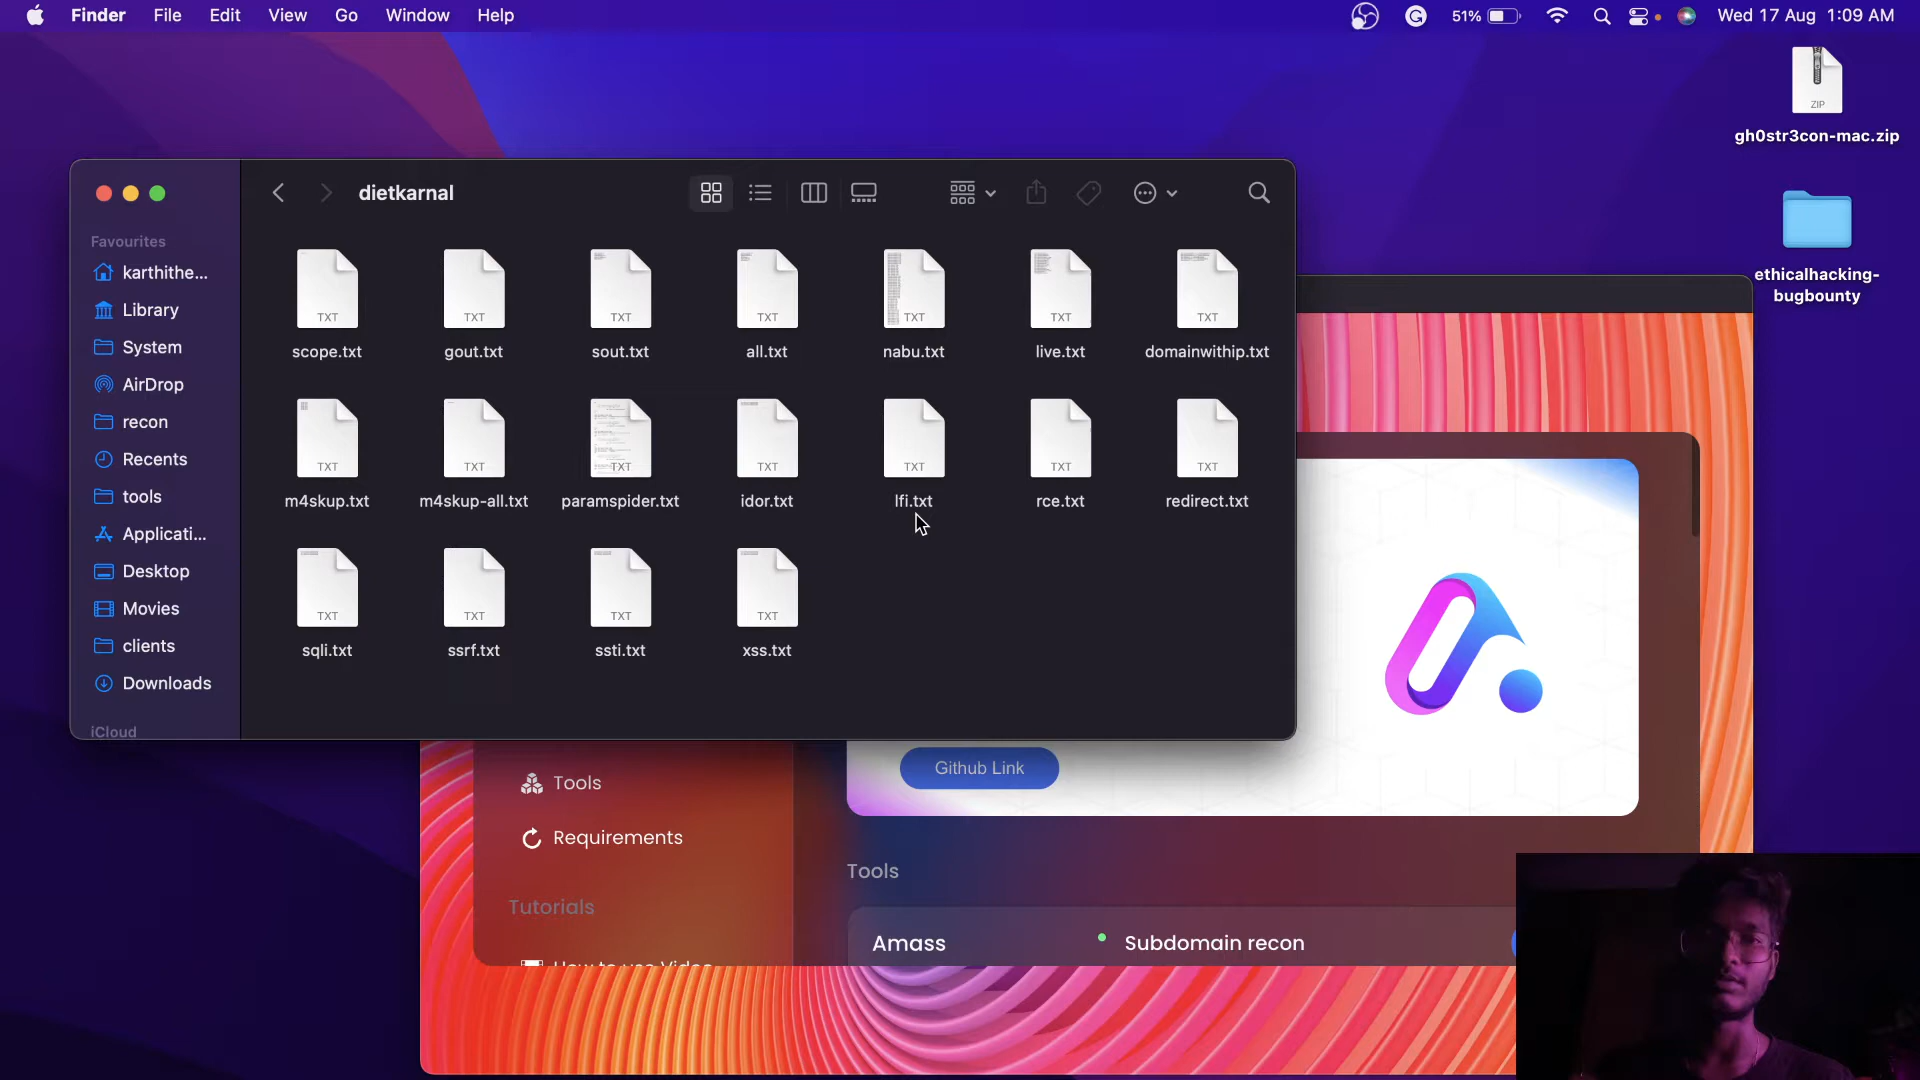 Finder File Edit View Go Window Help 51% Wed 17 Aug 1:09 AM
ZIP
gh0str3con-mac.zip
ethicalhacking-
bugbounty
dietkarnal
Favourites
karthithe...
Library
System
AirDrop
recon
Recents
tools
Applicati...
Desktop
Movies
clients
Downloads
iCloud
TXT TXT TXT TXT TXT TXT TXT
scope.txt gout.txt sout.txt all.txt nabu.txt live.txt domainwithip.txt
TXT TXT TXT TXT TXT TXT TXT
m4skup.txt m4skup-all.txt paramspider.txt idor.txt lfi.txt rce.txt redirect.txt
TXT TXT TXT TXT
sqli.txt ssrf.txt ssti.txt xss.txt
Github Link
Tools
Requirements
Tutorials
How to use Video
Tools
Amass Subdomain recon